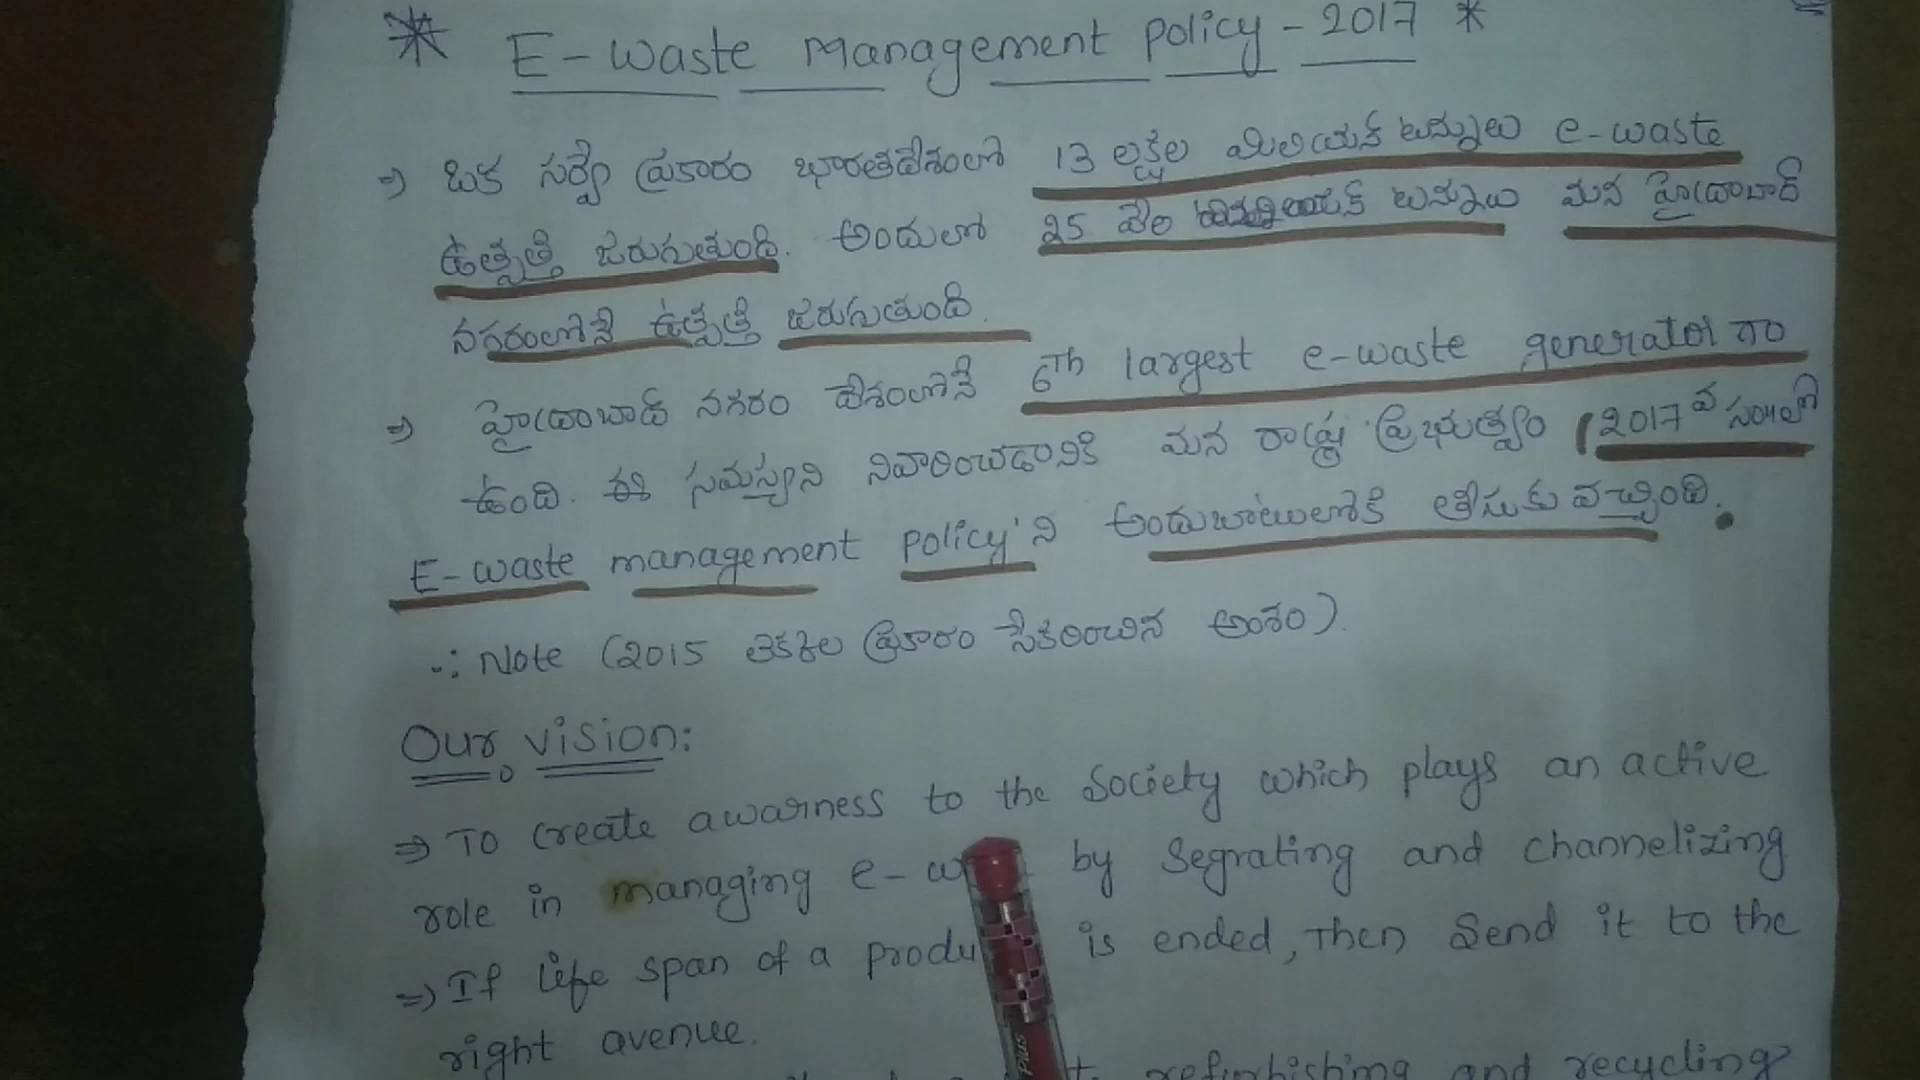 * E-waste management policy - 2017 *
⇒ ఒక సర్వే ప్రకారం భారతదేశంలో 13 లక్షల మిలియన్ టన్నులు e-waste
ఉత్పత్తి జరుగుతుంది. అందులో 25 వేల టన్నులు మన హైదరాబాద్
నగరంలోనే ఉత్పత్తి జరుగుతుంది.
⇒ హైదరాబాద్ నగరం దేశంలోనే 6Th largest e-waste generator గా
ఉంది. ఈ సమస్యని నివారించడానికి మన రాష్ట్ర ప్రభుత్వం 2017 వ సం॥లో
E-waste management policy'ని అందుబాటులోకి తీసుకు వచ్చింది.
∴ Note (2015 లెక్కల ప్రకారం సేకరించిన అంశం).
Our vision:
⇒ To create awarness to the society which plays an active
role in managing e-w by segrating and channelizing
⇒ If life span of a produ is ended, Then send it to the
right avenue.
refurbishing and recycling